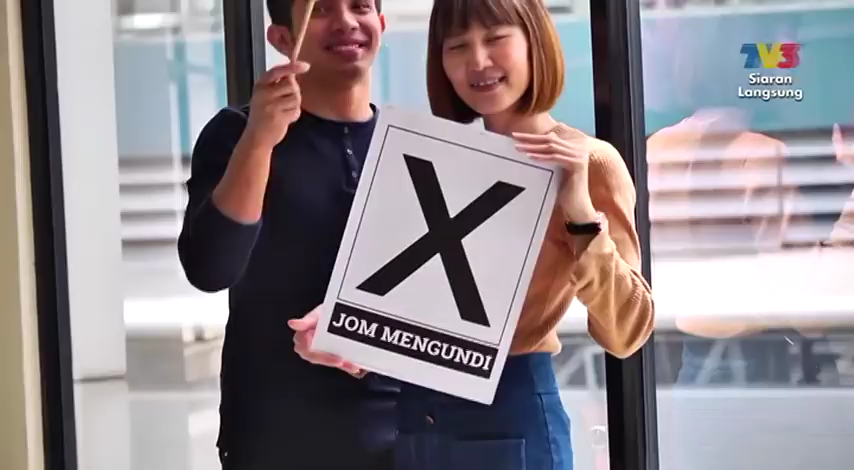 TV3
Siaran
Langsung
X
JOM MENGUNDI